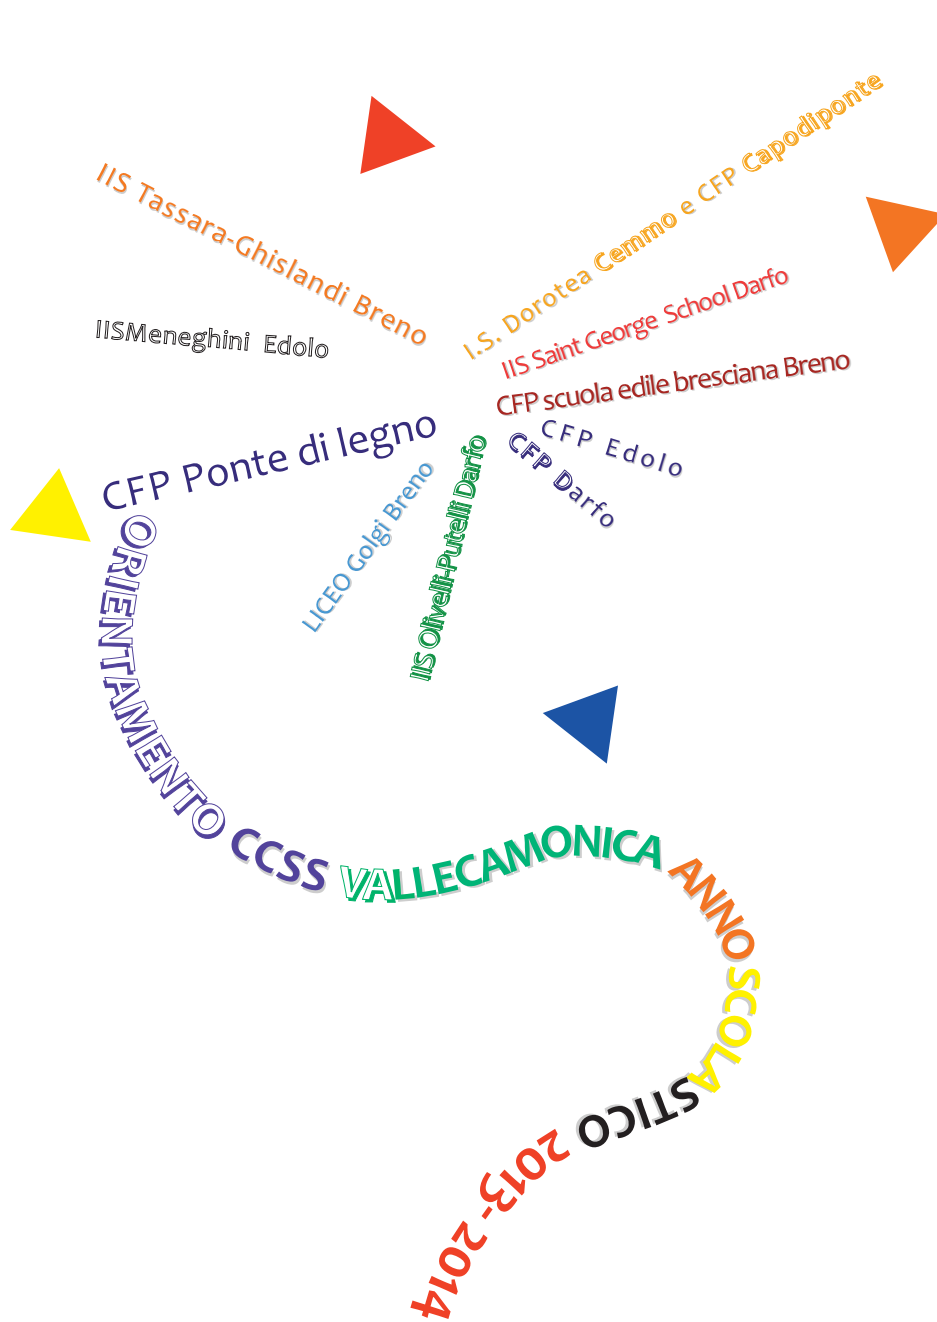 IIS Tassara-Ghislandi Breno
I.S. Dorotea Cemmo e CFP Capodiponte
IIS Saint George School Darfo
IISMeneghini Edolo
CFP scuola edile bresciana Breno
CFP Ponte di legno
CFP Edolo
CFP Darfo
LICEO Golgi Breno
IIS Olivelli-Putelli Darfo
ORIENTAMENTO CCSS VALLECAMONICA ANNO SCOLASTICO 2013- 2014